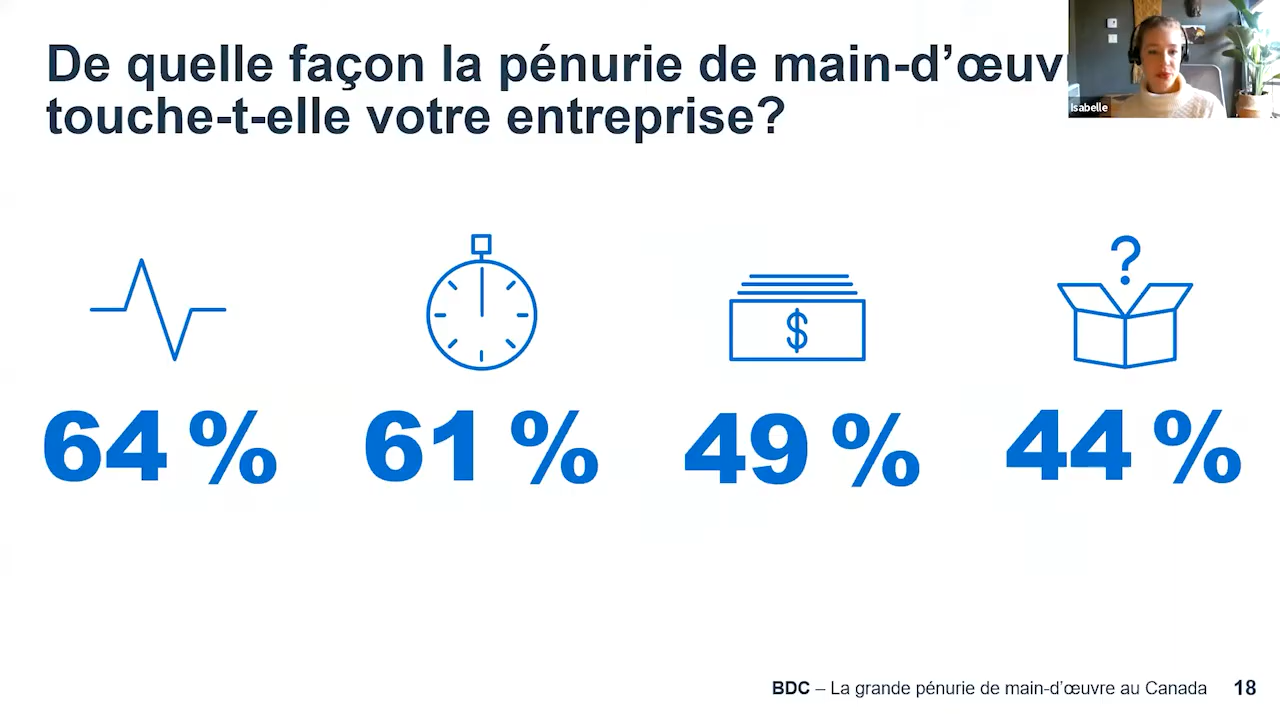 De quelle façon la pénurie de main-d’œuv
touche-t-elle votre entreprise?
Isabelle
$
?
64 %
61 %
49 %
44 %
BDC – La grande pénurie de main-d’œuvre au Canada
18